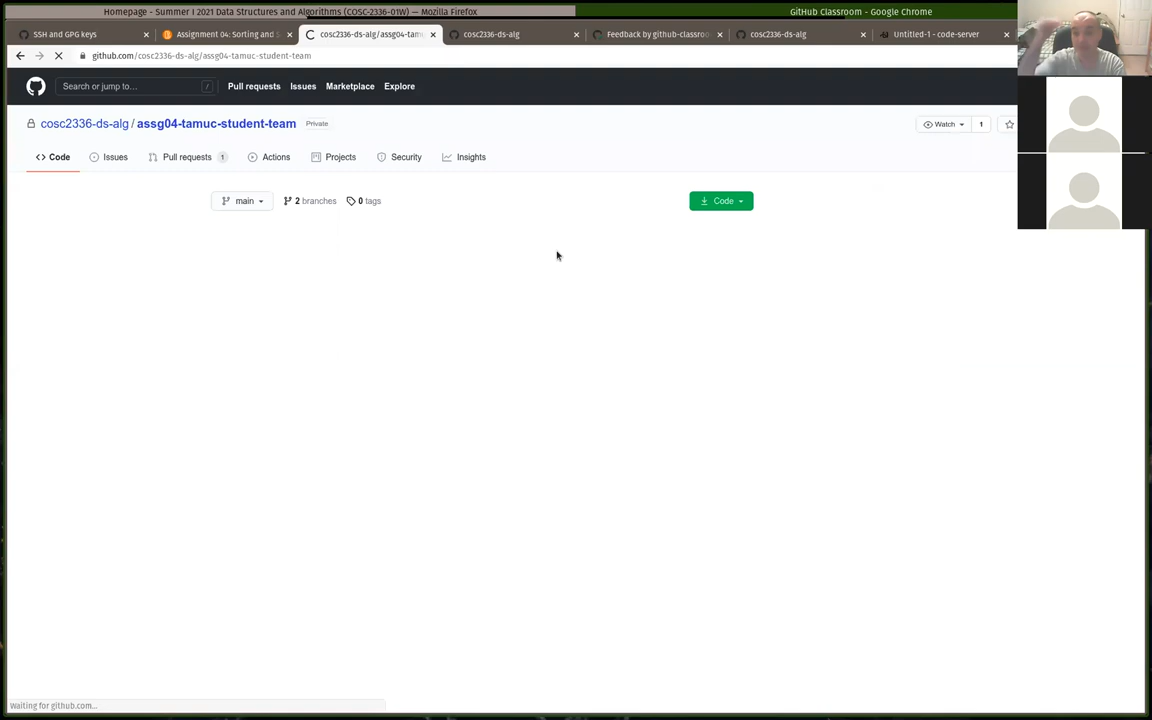 Homepage - Summer I 2021 Data Structures and Algorithms (COSC-2336-01W) — Mozilla Firefox
GitHub Classroom - Google Chrome
SSH and GPG keys
Assignment 04: Sorting and S
cosc2336-ds-alg/assg04-tamu
cosc2336-ds-alg
Feedback by github-classroo
cosc2336-ds-alg
Untitled-1 - code-server
github.com/cosc2336-ds-alg/assg04-tamuc-student-team
Search or jump to...
/
Pull requests
Issues
Marketplace
Explore
cosc2336-ds-alg / assg04-tamuc-student-team
Private
Watch
1
Code
Issues
Pull requests 1
Actions
Projects
Security
Insights
main
2 branches
0 tags
Code
Waiting for github.com...